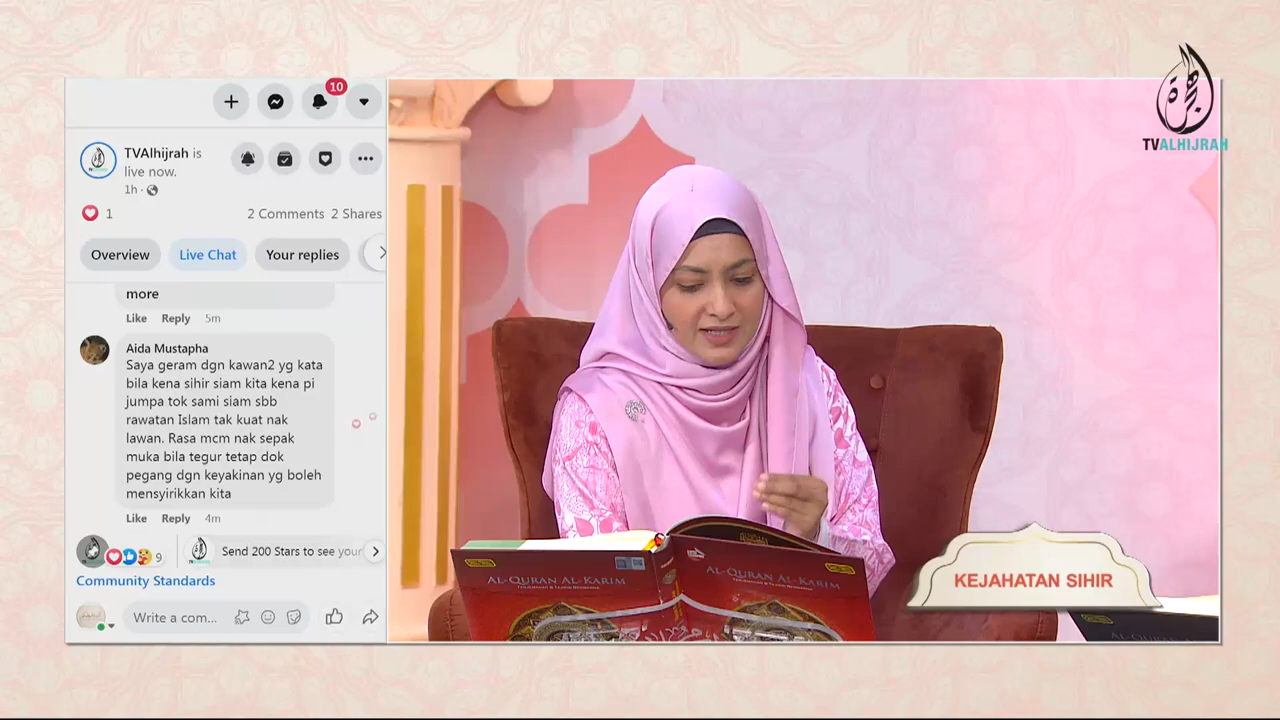 10
TVAlhijrah is
live now.
1h
1
2 Comments 2 Shares
Overview
Live Chat
Your replies
more
Like Reply 5m
Aida Mustapha
Saya geram dgn kawan2 yg kata
bila kena sihir siam kita kena pi
jumpa tok sami siam sbb
rawatan Islam tak kuat nak
lawan. Rasa mcm nak sepak
muka bila tegur tetap dok
pegang dgn keyakinan yg boleh
mensyirikkan kita
Like Reply 4m
9
Send 200 Stars to see your
Community Standards
Write a com...
TVALHIJRAH
AL-QURAN AL-KARIM
AL-QURAN AL-KARIM
KEJAHATAN SIHIR
AL-QURAN